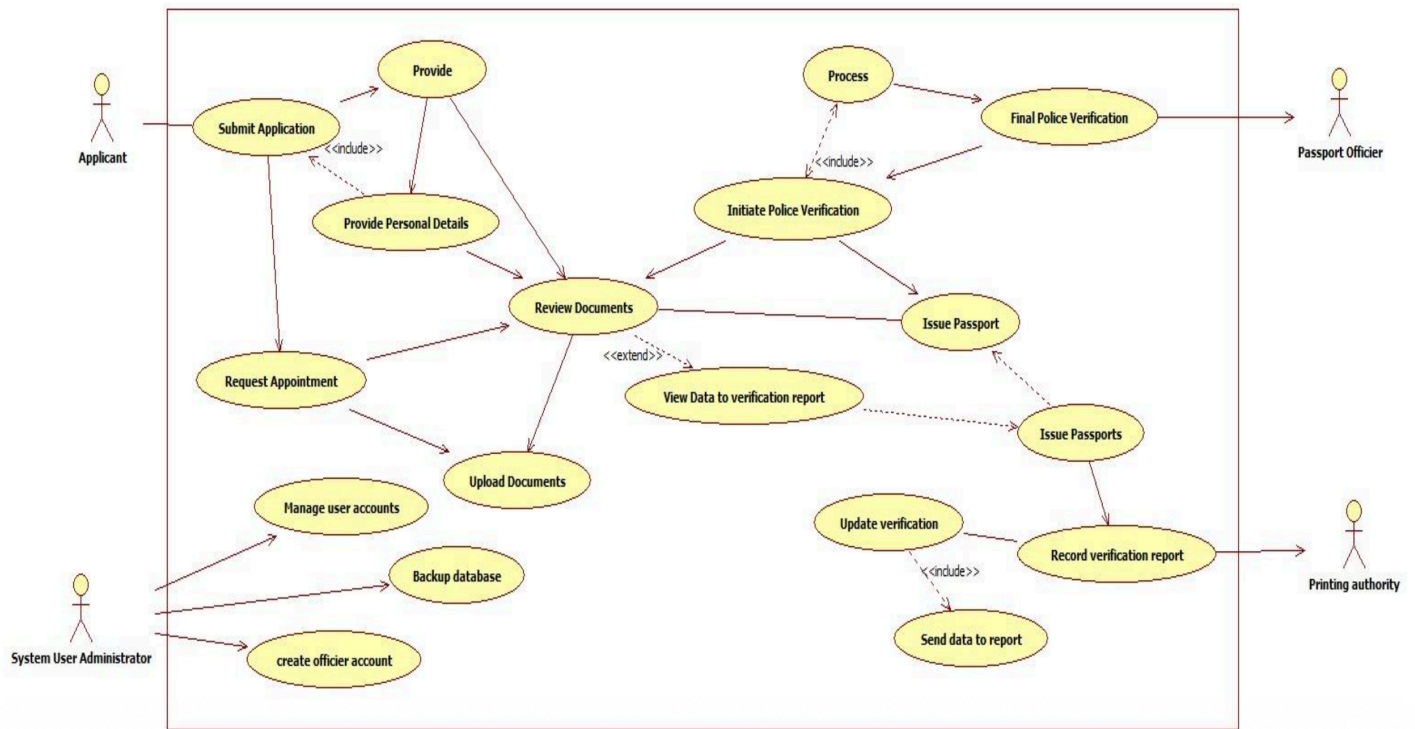 Provide
Process
Submit Application
Final Police Verification
Applicant
<<include>>
Passport Officier
<<include>>
Provide Personal Details
Initiate Police Verification
Review Documents
Issue Passport
<<extend>>
Request Appointment
View Data to verification report
Issue Passports
Upload Documents
Manage user accounts
Update verification
Record verification report
Backup database
<<include>>
Printing authority
Send data to report
System User Administrator
create officier account